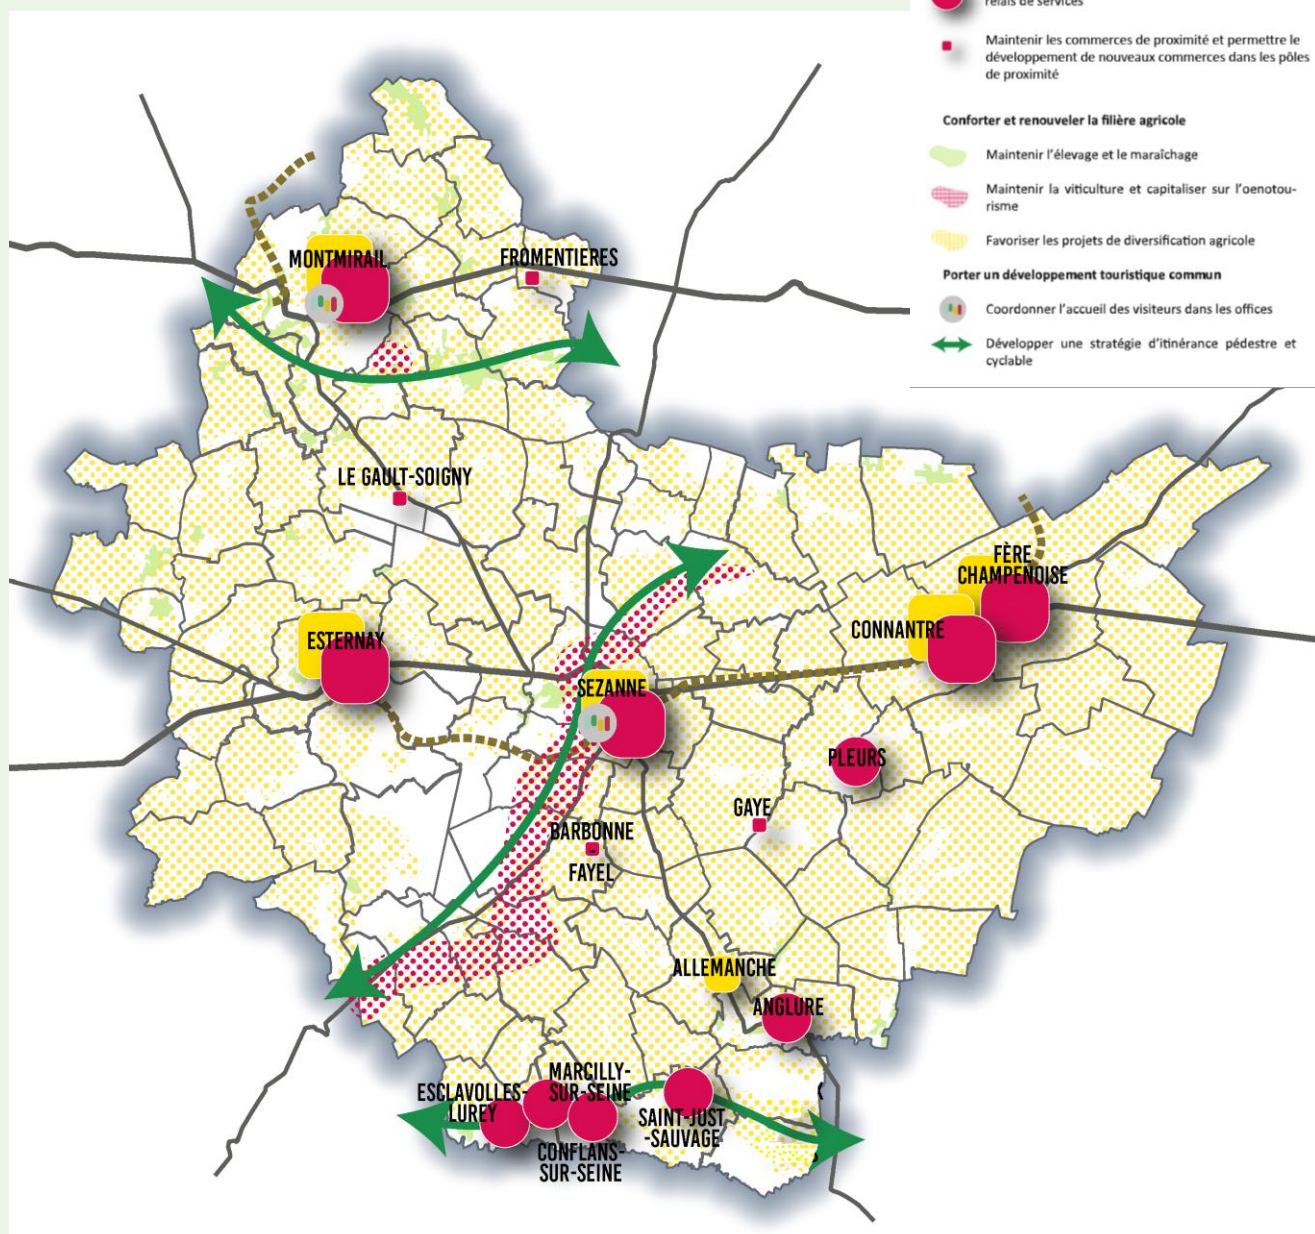 relais de services
Maintenir les commerces de proximité et permettre le
développement de nouveaux commerces dans les pôles
de proximité
Conforter et renouveler la filière agricole
Maintenir l'élevage et le maraîchage
Maintenir la viticulture et capitaliser sur l'oenotou-
risme
Favoriser les projets de diversification agricole
Porter un développement touristique commun
Coordonner l'accueil des visiteurs dans les offices
Développer une stratégie d'itinérance pédestre et
cyclable
MONTMIRAIL
FROMENTIERES
LE GAULT-SOIGNY
FÈRE
CHAMPENOISE
CONNANTRE
ESTERNAY
SEZANNE
PLEURS
GAYE
BARBONNE
FAYEL
ALLEMANCHE
ANGLURE
MARCILLY-
SUR-SEINE
ESCLAVOLLES-
LUREY
SAINT-JUST
-SAUVAGE
CONFLANS-
SUR-SEINE